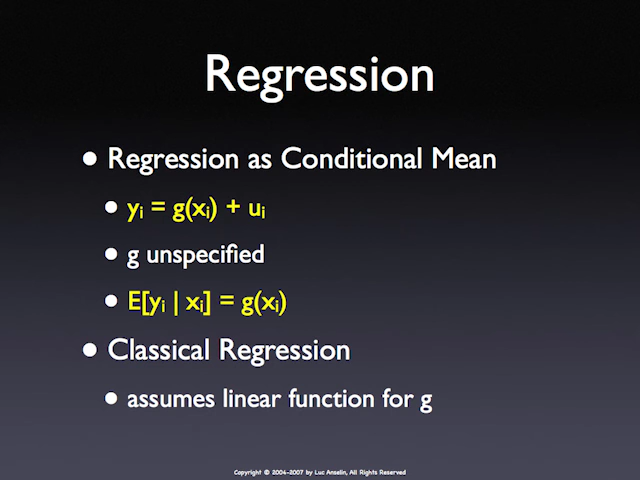 Regression
• Regression as Conditional Mean
• yᵢ = g(xᵢ) + uᵢ
• g unspecified
• E[yᵢ | xᵢ] = g(xᵢ)
• Classical Regression
• assumes linear function for g
Copyright © 2004-2007 by Luc Anselin, All Rights Reserved